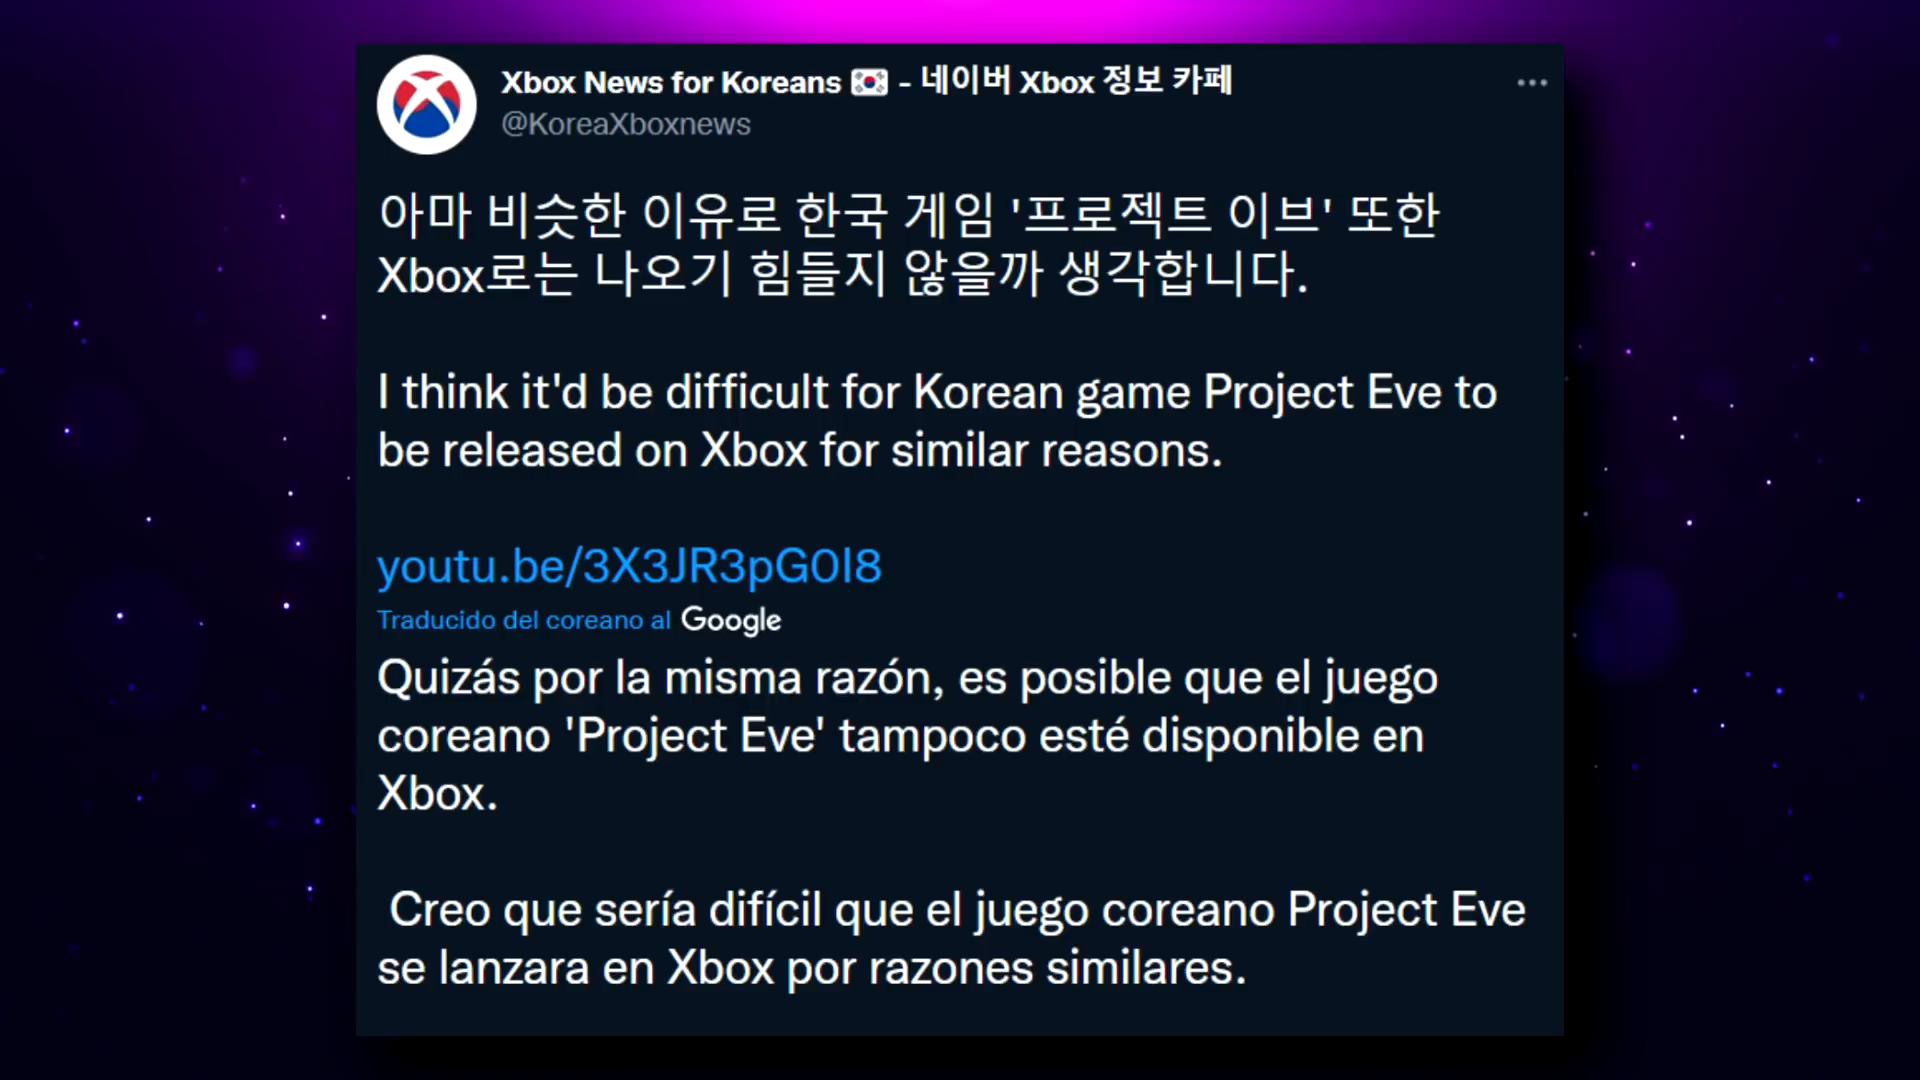 Xbox News for Koreans 🇰🇷 - 네이버 Xbox 정보 카페
@KoreaXboxnews
아마 비슷한 이유로 한국 게임 '프로젝트 이브' 또한
Xbox로는 나오기 힘들지 않을까 생각합니다.
I think it'd be difficult for Korean game Project Eve to
be released on Xbox for similar reasons.
youtu.be/3X3JR3pG0I8
Traducido del coreano al Google
Quizás por la misma razón, es posible que el juego
coreano 'Project Eve' tampoco esté disponible en
Xbox.
Creo que sería difícil que el juego coreano Project Eve
se lanzara en Xbox por razones similares.